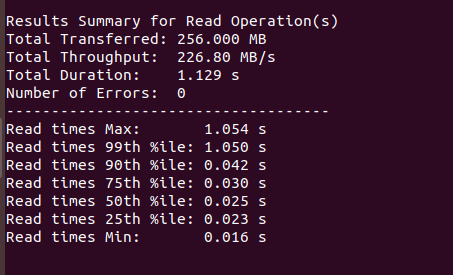 Results Summary for Read Operation(s)
Total Transferred: 256.000 MB
Total Throughput:  226.80 MB/s
Total Duration:    1.129 s
Number of Errors:  0
------------------------------------
Read times Max:        1.054 s
Read times 99th %ile: 1.050 s
Read times 90th %ile: 0.042 s
Read times 75th %ile: 0.030 s
Read times 50th %ile: 0.025 s
Read times 25th %ile: 0.023 s
Read times Min:        0.016 s